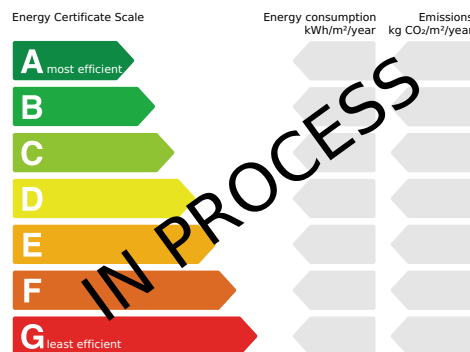 Energy Certificate Scale
Energy consumption
kWh/m²/year
Emissions
kg CO₂/m²/year
A most efficient
B
C
D
E
F
G least efficient
IN PROCESS